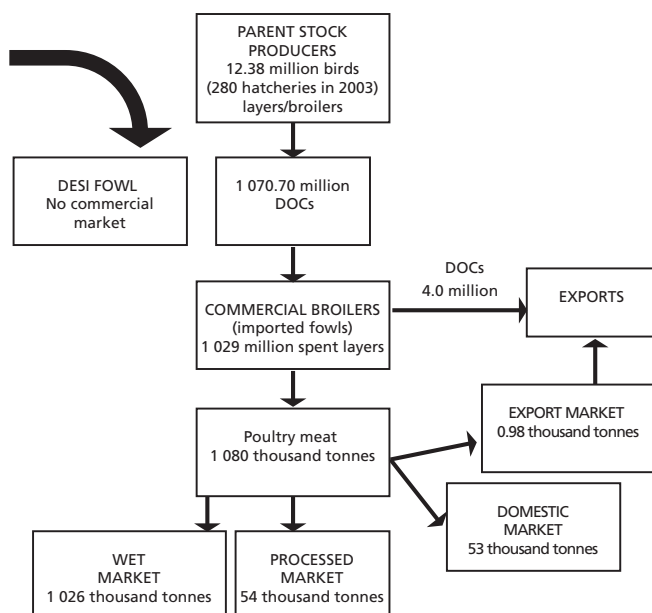 PARENT STOCK
PRODUCERS
12.38 million birds
(280 hatcheries in 2003)
layers/broilers
DESI FOWL
No commercial
market
1 070.70 million
DOCs
DOCs
4.0 million
EXPORTS
COMMERCIAL BROILERS
(imported fowls)
1 029 million spent layers
EXPORT MARKET
0.98 thousand tonnes
Poultry meat
1 080 thousand tonnes
DOMESTIC
MARKET
53 thousand tonnes
WET
MARKET
1 026 thousand tonnes
PROCESSED
MARKET
54 thousand tonnes